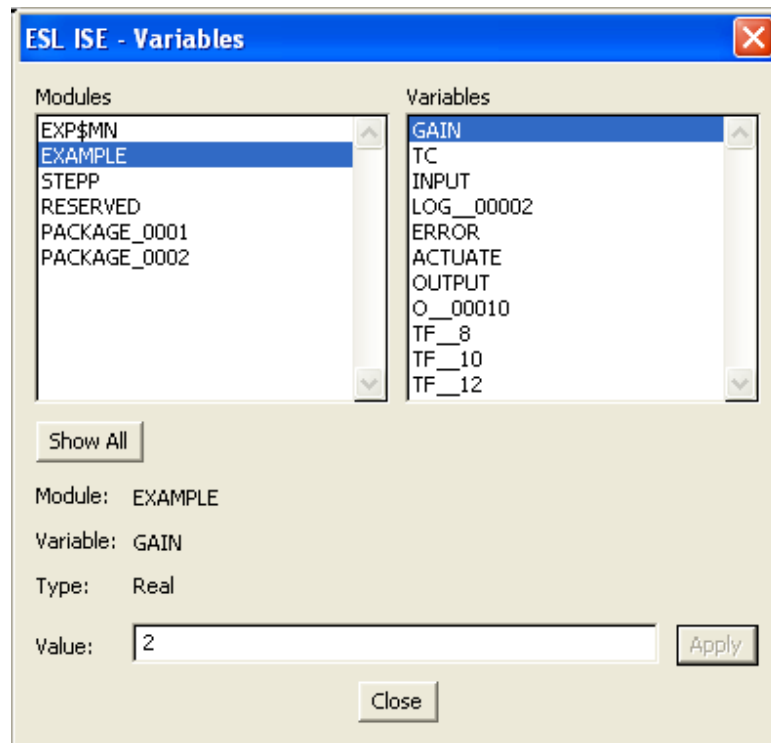 ESL ISE - Variables
Modules
EXP$MN
EXAMPLE
STEPP
RESERVED
PACKAGE_0001
PACKAGE_0002
Variables
GAIN
TC
INPUT
LOG__00002
ERROR
ACTUATE
OUTPUT
O__00010
TF__8
TF__10
TF__12
Show All
Module: EXAMPLE
Variable: GAIN
Type: Real
Value: 2 Apply
Close